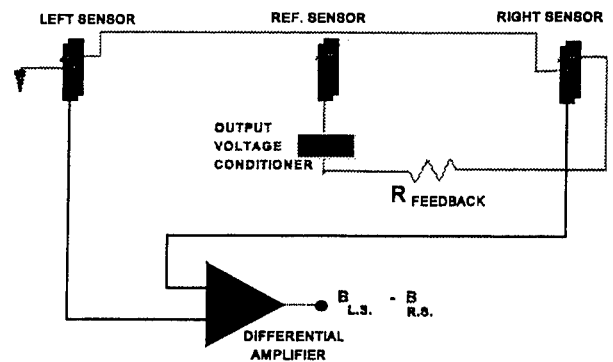 LEFT SENSOR
REF. SENSOR
RIGHT SENSOR
OUTPUT
VOLTAGE
CONDITIONER
R FEEDBACK
B L.S. - B R.S.
DIFFERENTIAL
AMPLIFIER